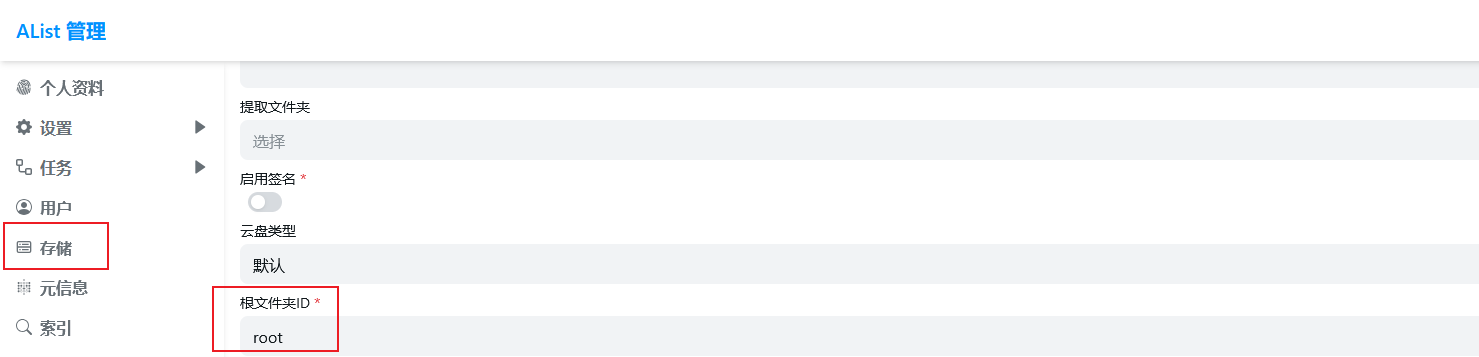 AList 管理
个人资料
设置
任务
用户
存储
元信息
索引
提取文件夹
选择
启用签名 *
云盘类型
默认
根文件夹ID *
root